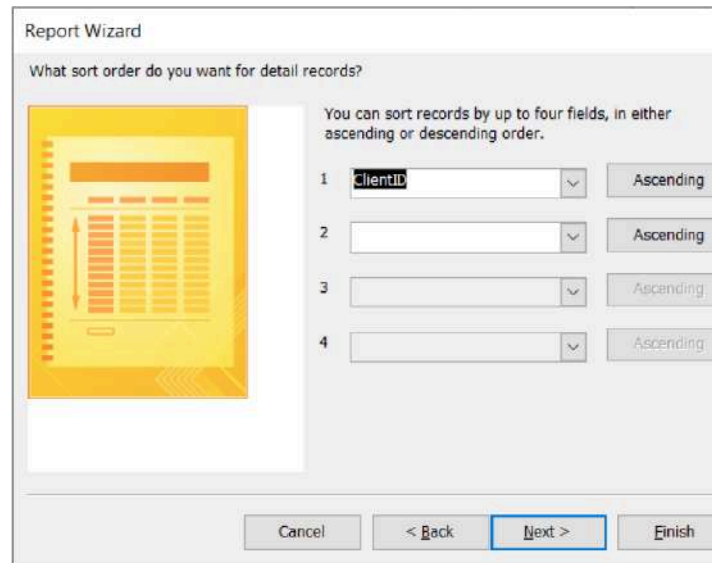 Report Wizard
What sort order do you want for detail records?
You can sort records by up to four fields, in either
ascending or descending order.
1 ClientID Ascending
2 Ascending
3 Ascending
4 Ascending
Cancel < Back Next > Finish